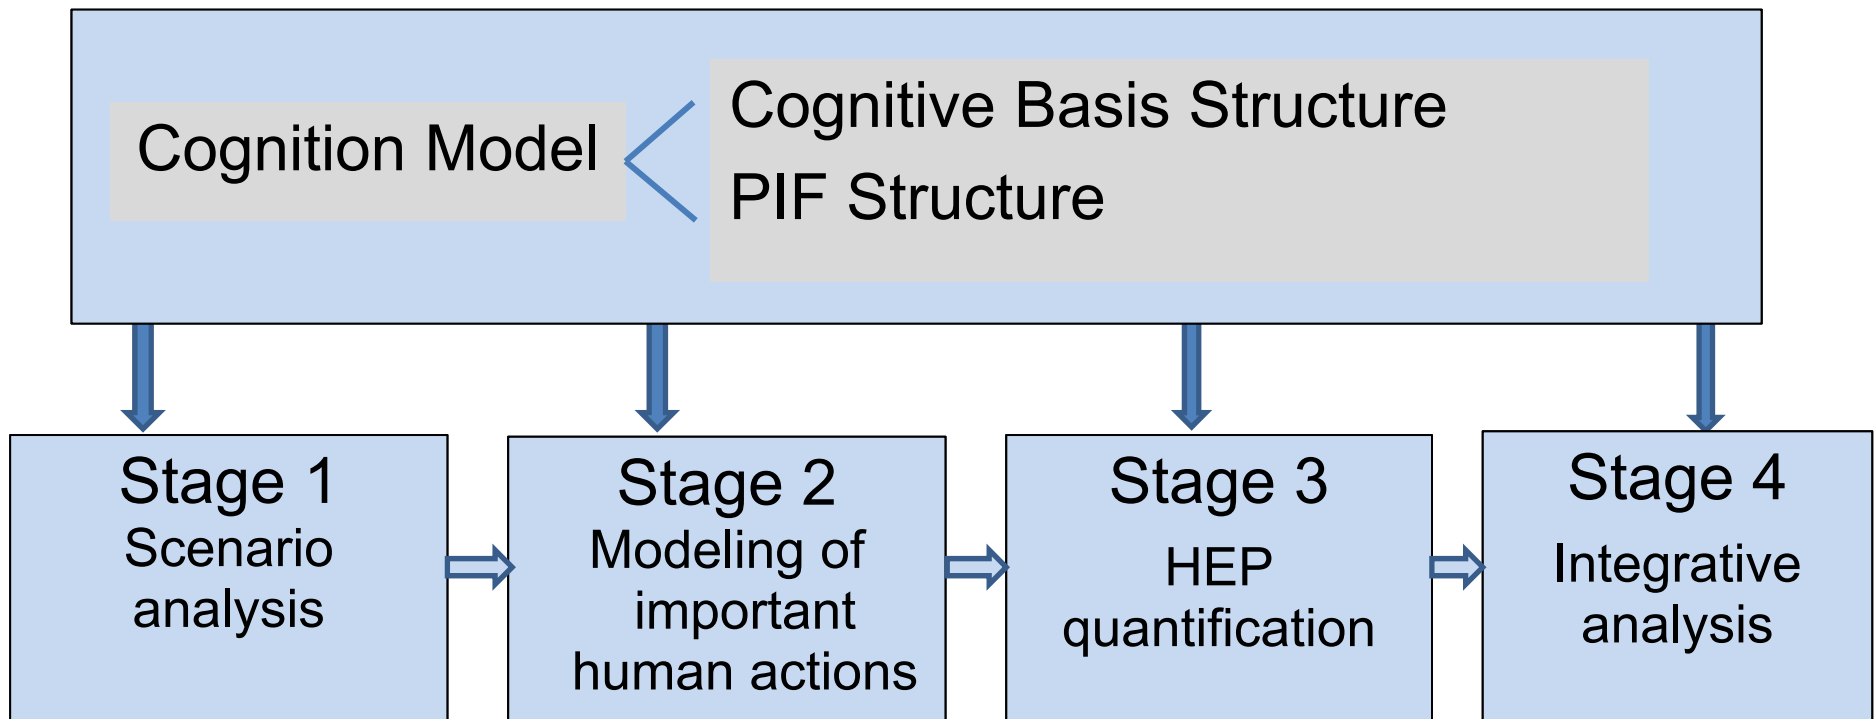 Cognition Model
Cognitive Basis Structure
PIF Structure
Stage 1
Scenario
analysis
Stage 2
Modeling of
important
human actions
Stage 3
HEP
quantification
Stage 4
Integrative
analysis